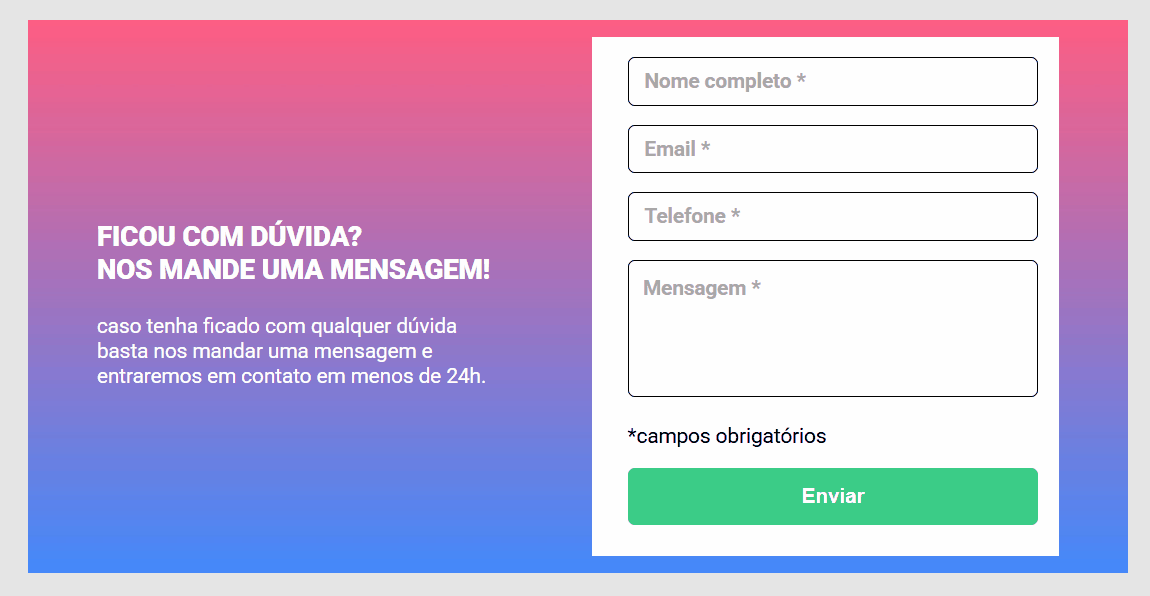 FICOU COM DÚVIDA?
NOS MANDE UMA MENSAGEM!
caso tenha ficado com qualquer dúvida
basta nos mandar uma mensagem e
entraremos em contato em menos de 24h.
Nome completo *
Email *
Telefone *
Mensagem *
*campos obrigatórios
Enviar